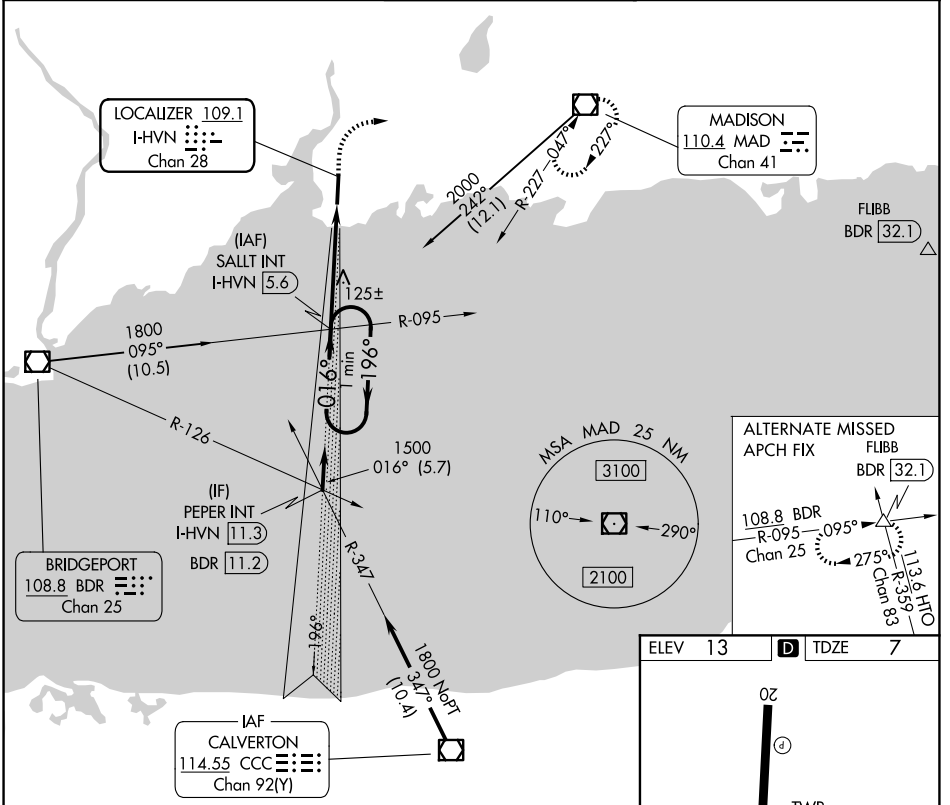 LOCALIZER 109.1
I-HVN
Chan 28
MADISON
110.4 MAD
Chan 41
2000
242°
(12.1)
R-227
047°
227°
FLIBB
BDR 32.1
(IAF)
SALLT INT
I-HVN 5.6
125±
1800
095°
(10.5)
R-095
016°
1 min
196°
R-126
1500
016° (5.7)
(IF)
PEPER INT
I-HVN 11.3
BDR 11.2
R-347
BRIDGEPORT
108.8 BDR
Chan 25
196°
1800 NoPT
347°
(10.4)
IAF
CALVERTON
114.55 CCC
Chan 92(Y)
MSA MAD 25 NM
3100
110°
290°
2100
ALTERNATE MISSED
APCH FIX
FLIBB
BDR 32.1
108.8 BDR
R-095
095°
Chan 25
275°
113.6 HTO
R-359
Chan 83
ELEV 13
D
TDZE 7
20
P